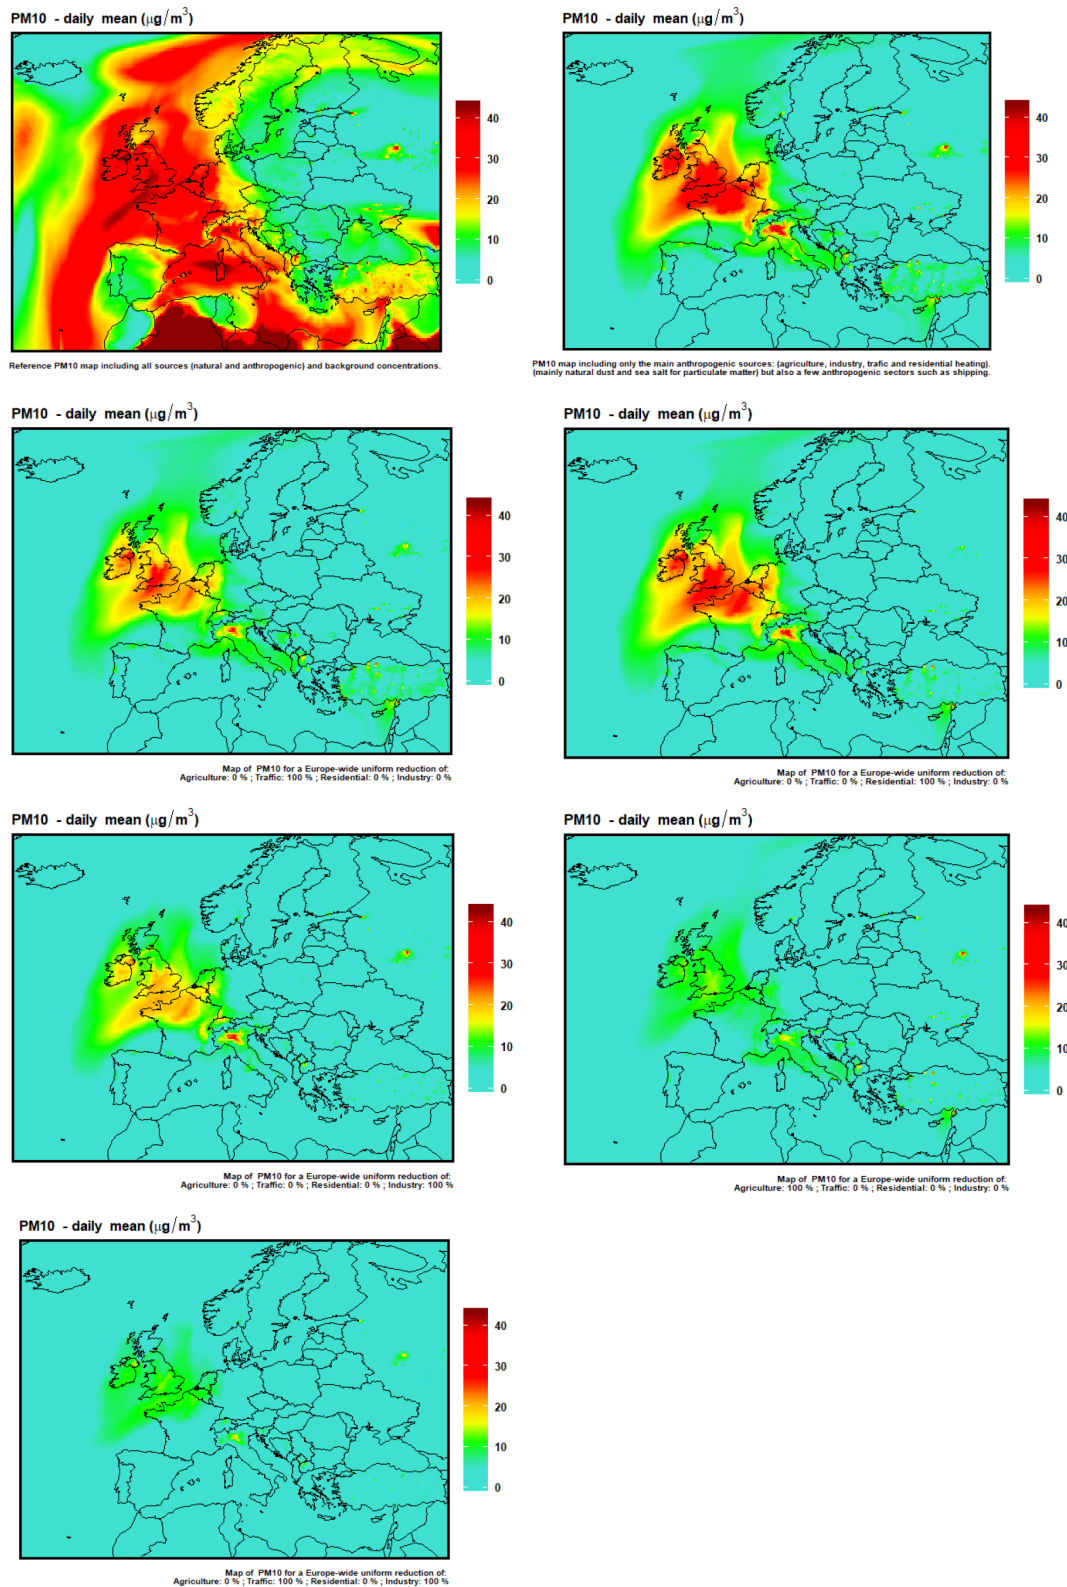 PM10 - daily mean (μg/m³)
40
30
20
10
0
Reference PM10 map including all sources (natural and anthropogenic) and background concentrations.
PM10 - daily mean (μg/m³)
40
30
20
10
0
PM10 map including only the main anthropogenic sources: (agriculture, industry, trafic and residential heating).
(mainly natural dust and sea salt for particulate matter) but also a few anthropogenic sectors such as shipping.
PM10 - daily mean (μg/m³)
40
30
20
10
0
Map of PM10 for a Europe-wide uniform reduction of:
Agriculture: 0 % ; Traffic: 100 % ; Residential: 0 % ; Industry: 0 %
PM10 - daily mean (μg/m³)
40
30
20
10
0
Map of PM10 for a Europe-wide uniform reduction of:
Agriculture: 0 % ; Traffic: 0 % ; Residential: 100 % ; Industry: 0 %
PM10 - daily mean (μg/m³)
40
30
20
10
0
Map of PM10 for a Europe-wide uniform reduction of:
Agriculture: 0 % ; Traffic: 0 % ; Residential: 0 % ; Industry: 100 %
PM10 - daily mean (μg/m³)
40
30
20
10
0
Map of PM10 for a Europe-wide uniform reduction of:
Agriculture: 100 % ; Traffic: 0 % ; Residential: 0 % ; Industry: 0 %
PM10 - daily mean (μg/m³)
40
30
20
10
0
Map of PM10 for a Europe-wide uniform reduction of:
Agriculture: 0 % ; Traffic: 100 % ; Residential: 0 % ; Industry: 100 %